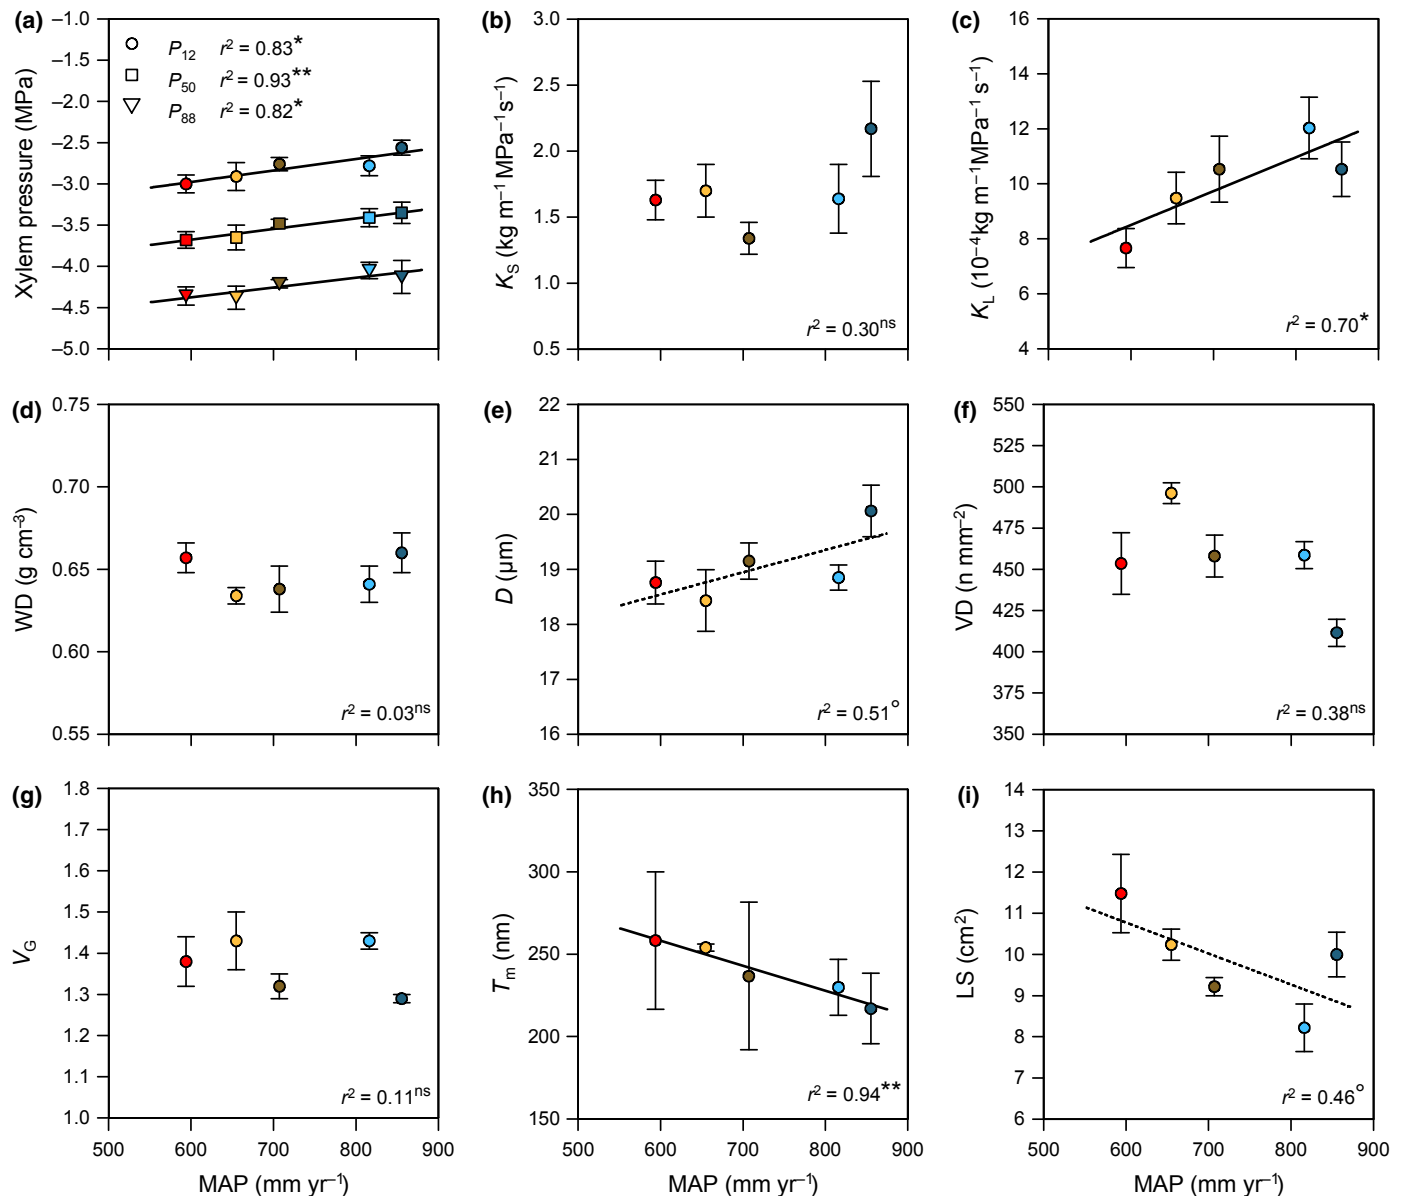 (a)
Xylem pressure (MPa)
–1.0
–1.5
–2.0
–2.5
–3.0
–3.5
–4.0
–4.5
–5.0
P12 r2 = 0.83*
P50 r2 = 0.93**
P88 r2 = 0.82*
(b)
KS (kg m–1 MPa–1s–1)
3.0
2.5
2.0
1.5
1.0
0.5
r2 = 0.30ns
(c)
KL (10–4 kg m–1MPa–1 s–1)
16
14
12
10
8
6
4
r2 = 0.70*
(d)
WD (g cm–3)
0.75
0.70
0.65
0.60
0.55
r2 = 0.03ns
(e)
D (µm)
22
21
20
19
18
17
16
r2 = 0.51°
(f)
VD (n mm–2)
550
525
500
475
450
425
400
375
350
r2 = 0.38ns
(g)
VG
1.8
1.7
1.6
1.5
1.4
1.3
1.2
1.1
1.0
r2 = 0.11ns
500 600 700 800 900
MAP (mm yr–1)
(h)
Tm (nm)
350
300
250
200
150
r2 = 0.94**
500 600 700 800 900
MAP (mm yr–1)
(i)
LS (cm2)
14
13
12
11
10
9
8
7
6
r2 = 0.46°
500 600 700 800 900
MAP (mm yr–1)